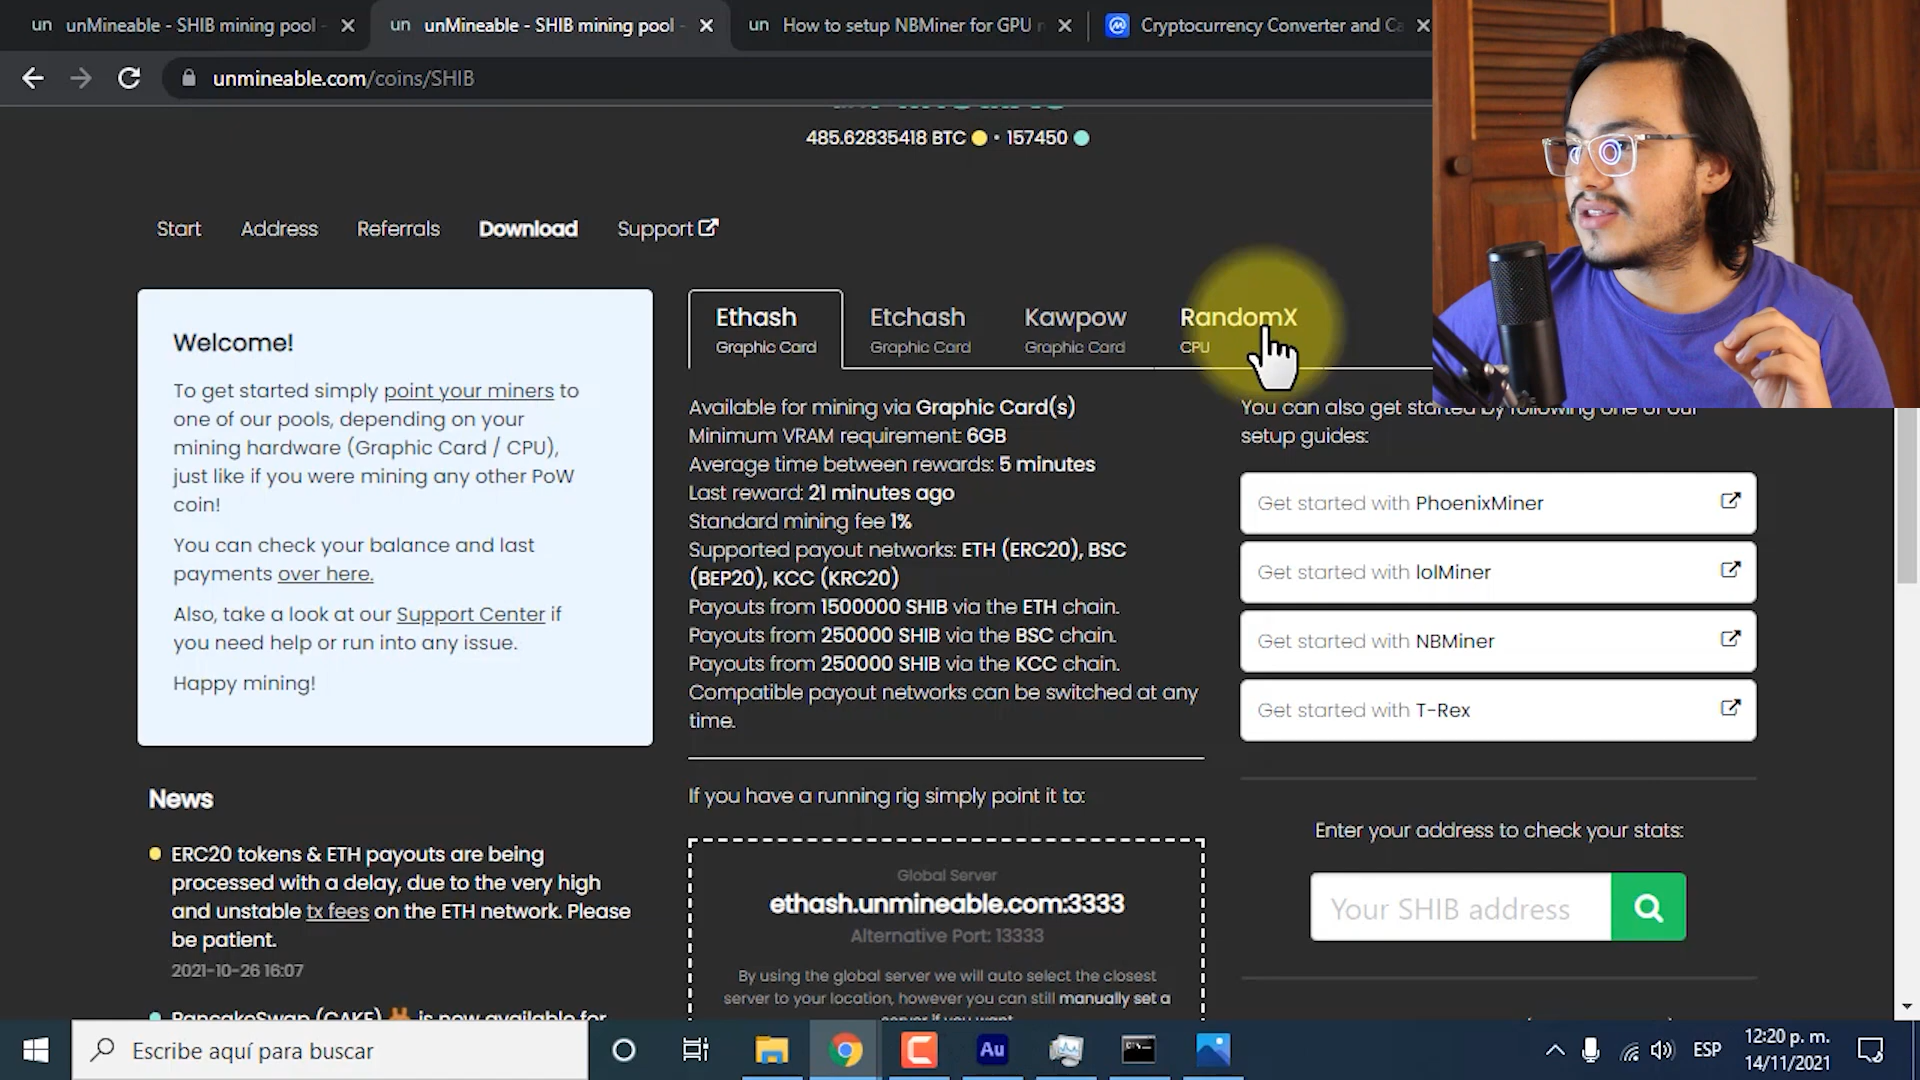 un unMineable - SHIB mining pool -
un unMineable - SHIB mining pool -
un How to setup NBMiner for GPU
Cryptocurrency Converter and Ca
unmineable.com/coins/SHIB
485.62835418 BTC • 157450
Start Address Referrals Download Support
Welcome!
To get started simply point your miners to
one of our pools, depending on your
mining hardware (Graphic Card / CPU),
just like if you were mining any other PoW
coin!
You can check your balance and last
payments over here.
Also, take a look at our Support Center if
you need help or run into any issue.
Happy mining!
News
ERC20 tokens & ETH payouts are being
processed with a delay, due to the very high
and unstable tx fees on the ETH network. Please
be patient.
2021-10-26 16:07
PancakeSwap (CAKE) is now available for
Ethash
Graphic Card
Etchash
Graphic Card
Kawpow
Graphic Card
RandomX
CPU
Available for mining via Graphic Card(s)
Minimum VRAM requirement: 6GB
Average time between rewards: 5 minutes
Last reward: 21 minutes ago
Standard mining fee 1%
Supported payout networks: ETH (ERC20), BSC
(BEP20), KCC (KRC20)
Payouts from 1500000 SHIB via the ETH chain.
Payouts from 250000 SHIB via the BSC chain.
Payouts from 250000 SHIB via the KCC chain.
Compatible payout networks can be switched at any
time.
If you have a running rig simply point it to:
Global Server
ethash.unmineable.com:3333
Alternative Port: 13333
By using the global server we will auto select the closest
server to your location, however you can still manually set a
server if you want
You can also get started by following one of our
setup guides:
Get started with PhoenixMiner
Get started with lolMiner
Get started with NBMiner
Get started with T-Rex
Enter your address to check your stats:
Your SHIB address
Escribe aquí para buscar
Au
ESP
12:20 p. m.
14/11/2021